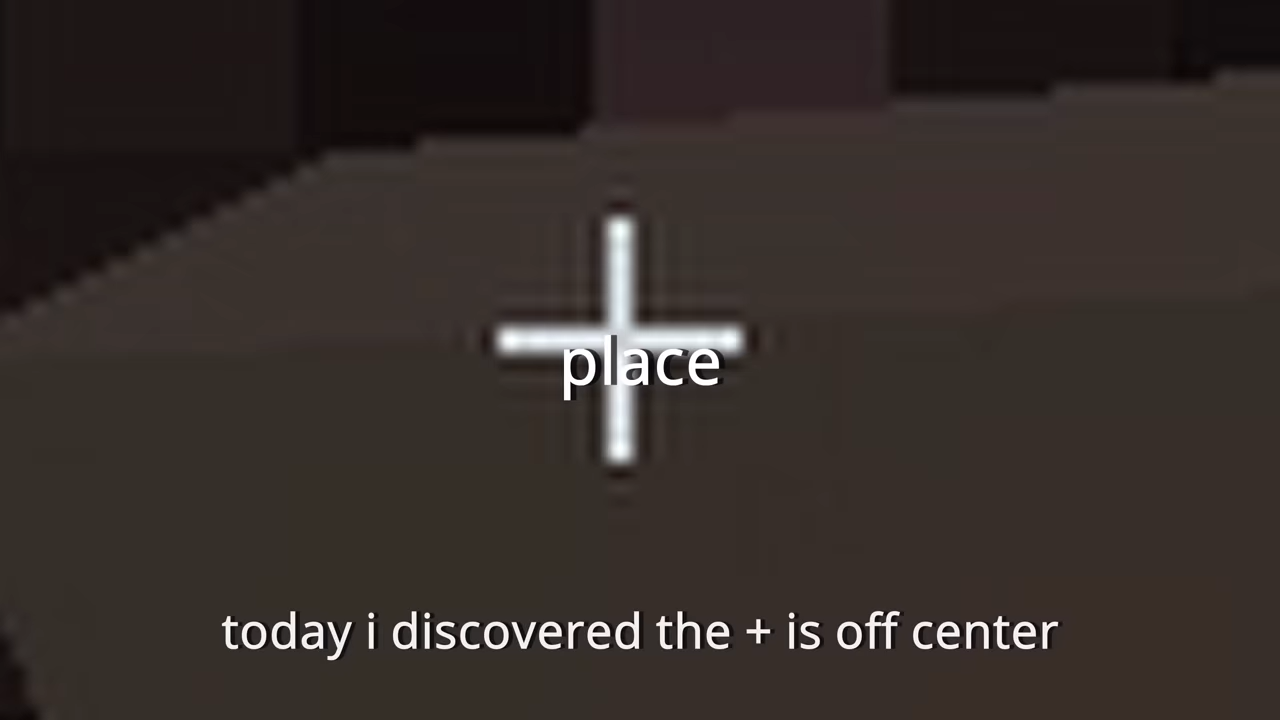 place
today i discovered the + is off center